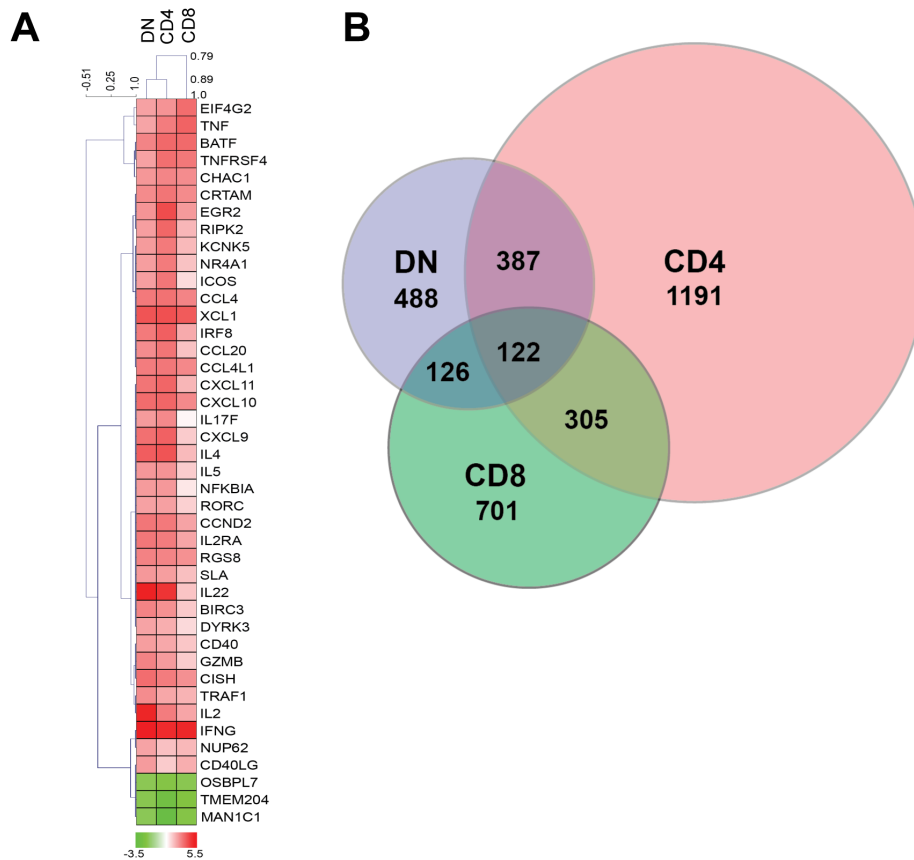 A
B
DN
CD4
CD8
0.79
0.89
1.0
-0.51
0.25
1.0
EIF4G2
TNF
BATF
TNFRSF4
CHAC1
CRTAM
EGR2
RIPK2
KCNK5
NR4A1
ICOS
CCL4
XCL1
IRF8
CCL20
CCL4L1
CXCL11
CXCL10
IL17F
CXCL9
IL4
IL5
NFKBIA
RORC
CCND2
IL2RA
RGS8
SLA
IL22
BIRC3
DYRK3
CD40
GZMB
CISH
TRAF1
IL2
IFNG
NUP62
CD40LG
OSBPL7
TMEM204
MAN1C1
-3.5
5.5
DN
488
387
CD4
1191
126
122
305
CD8
701